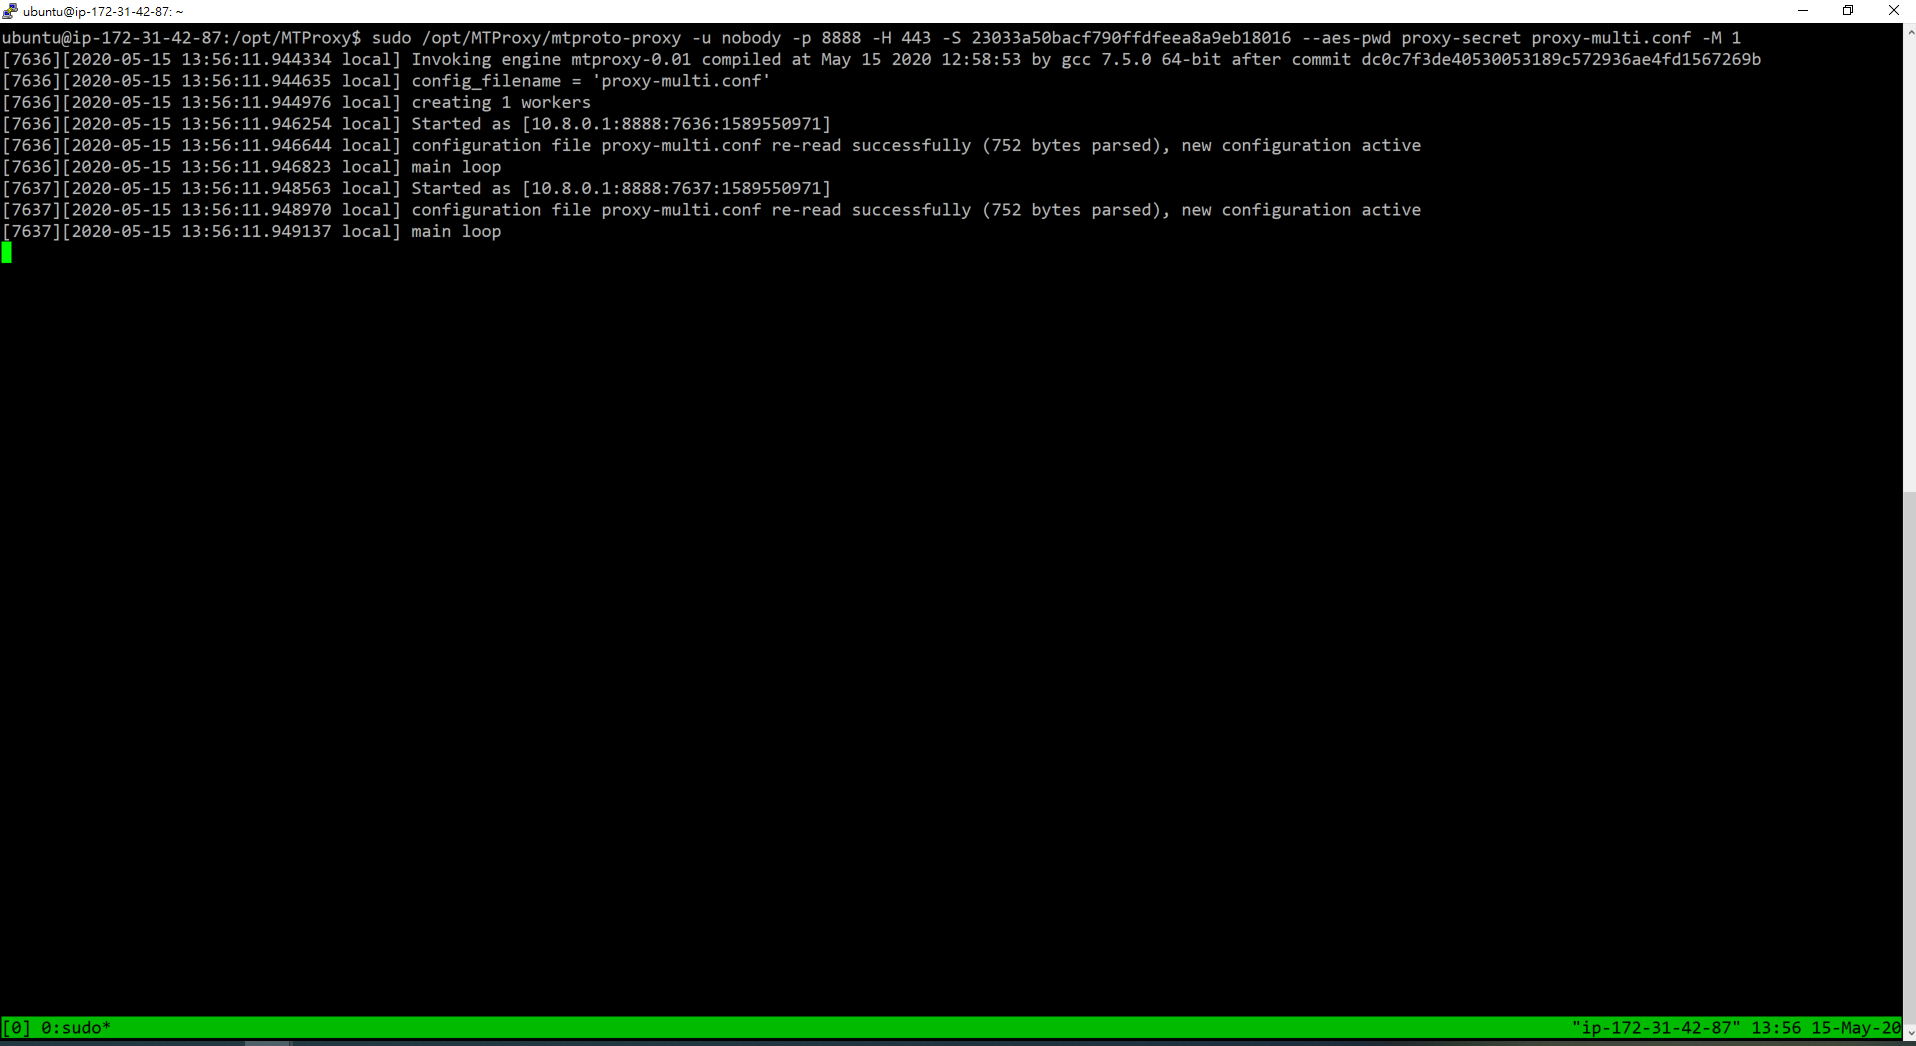 ubuntu@ip-172-31-42-87: ~
ubuntu@ip-172-31-42-87:/opt/MTProxy$ sudo /opt/MTProxy/mtproto-proxy -u nobody -p 8888 -H 443 -S 23033a50bacf790ffdfeea8a9eb18016 --aes-pwd proxy-secret proxy-multi.conf -M 1
[7636][2020-05-15 13:56:11.944334 local] Invoking engine mtproxy-0.01 compiled at May 15 2020 12:58:53 by gcc 7.5.0 64-bit after commit dc0c7f3de40530053189c572936ae4fd1567269b
[7636][2020-05-15 13:56:11.944635 local] config_filename = 'proxy-multi.conf'
[7636][2020-05-15 13:56:11.944976 local] creating 1 workers
[7636][2020-05-15 13:56:11.946254 local] Started as [10.8.0.1:8888:7636:1589550971]
[7636][2020-05-15 13:56:11.946644 local] configuration file proxy-multi.conf re-read successfully (752 bytes parsed), new configuration active
[7636][2020-05-15 13:56:11.946823 local] main loop
[7637][2020-05-15 13:56:11.948563 local] Started as [10.8.0.1:8888:7637:1589550971]
[7637][2020-05-15 13:56:11.948970 local] configuration file proxy-multi.conf re-read successfully (752 bytes parsed), new configuration active
[7637][2020-05-15 13:56:11.949137 local] main loop
[0] 0:sudo* "ip-172-31-42-87" 13:56 15-May-20